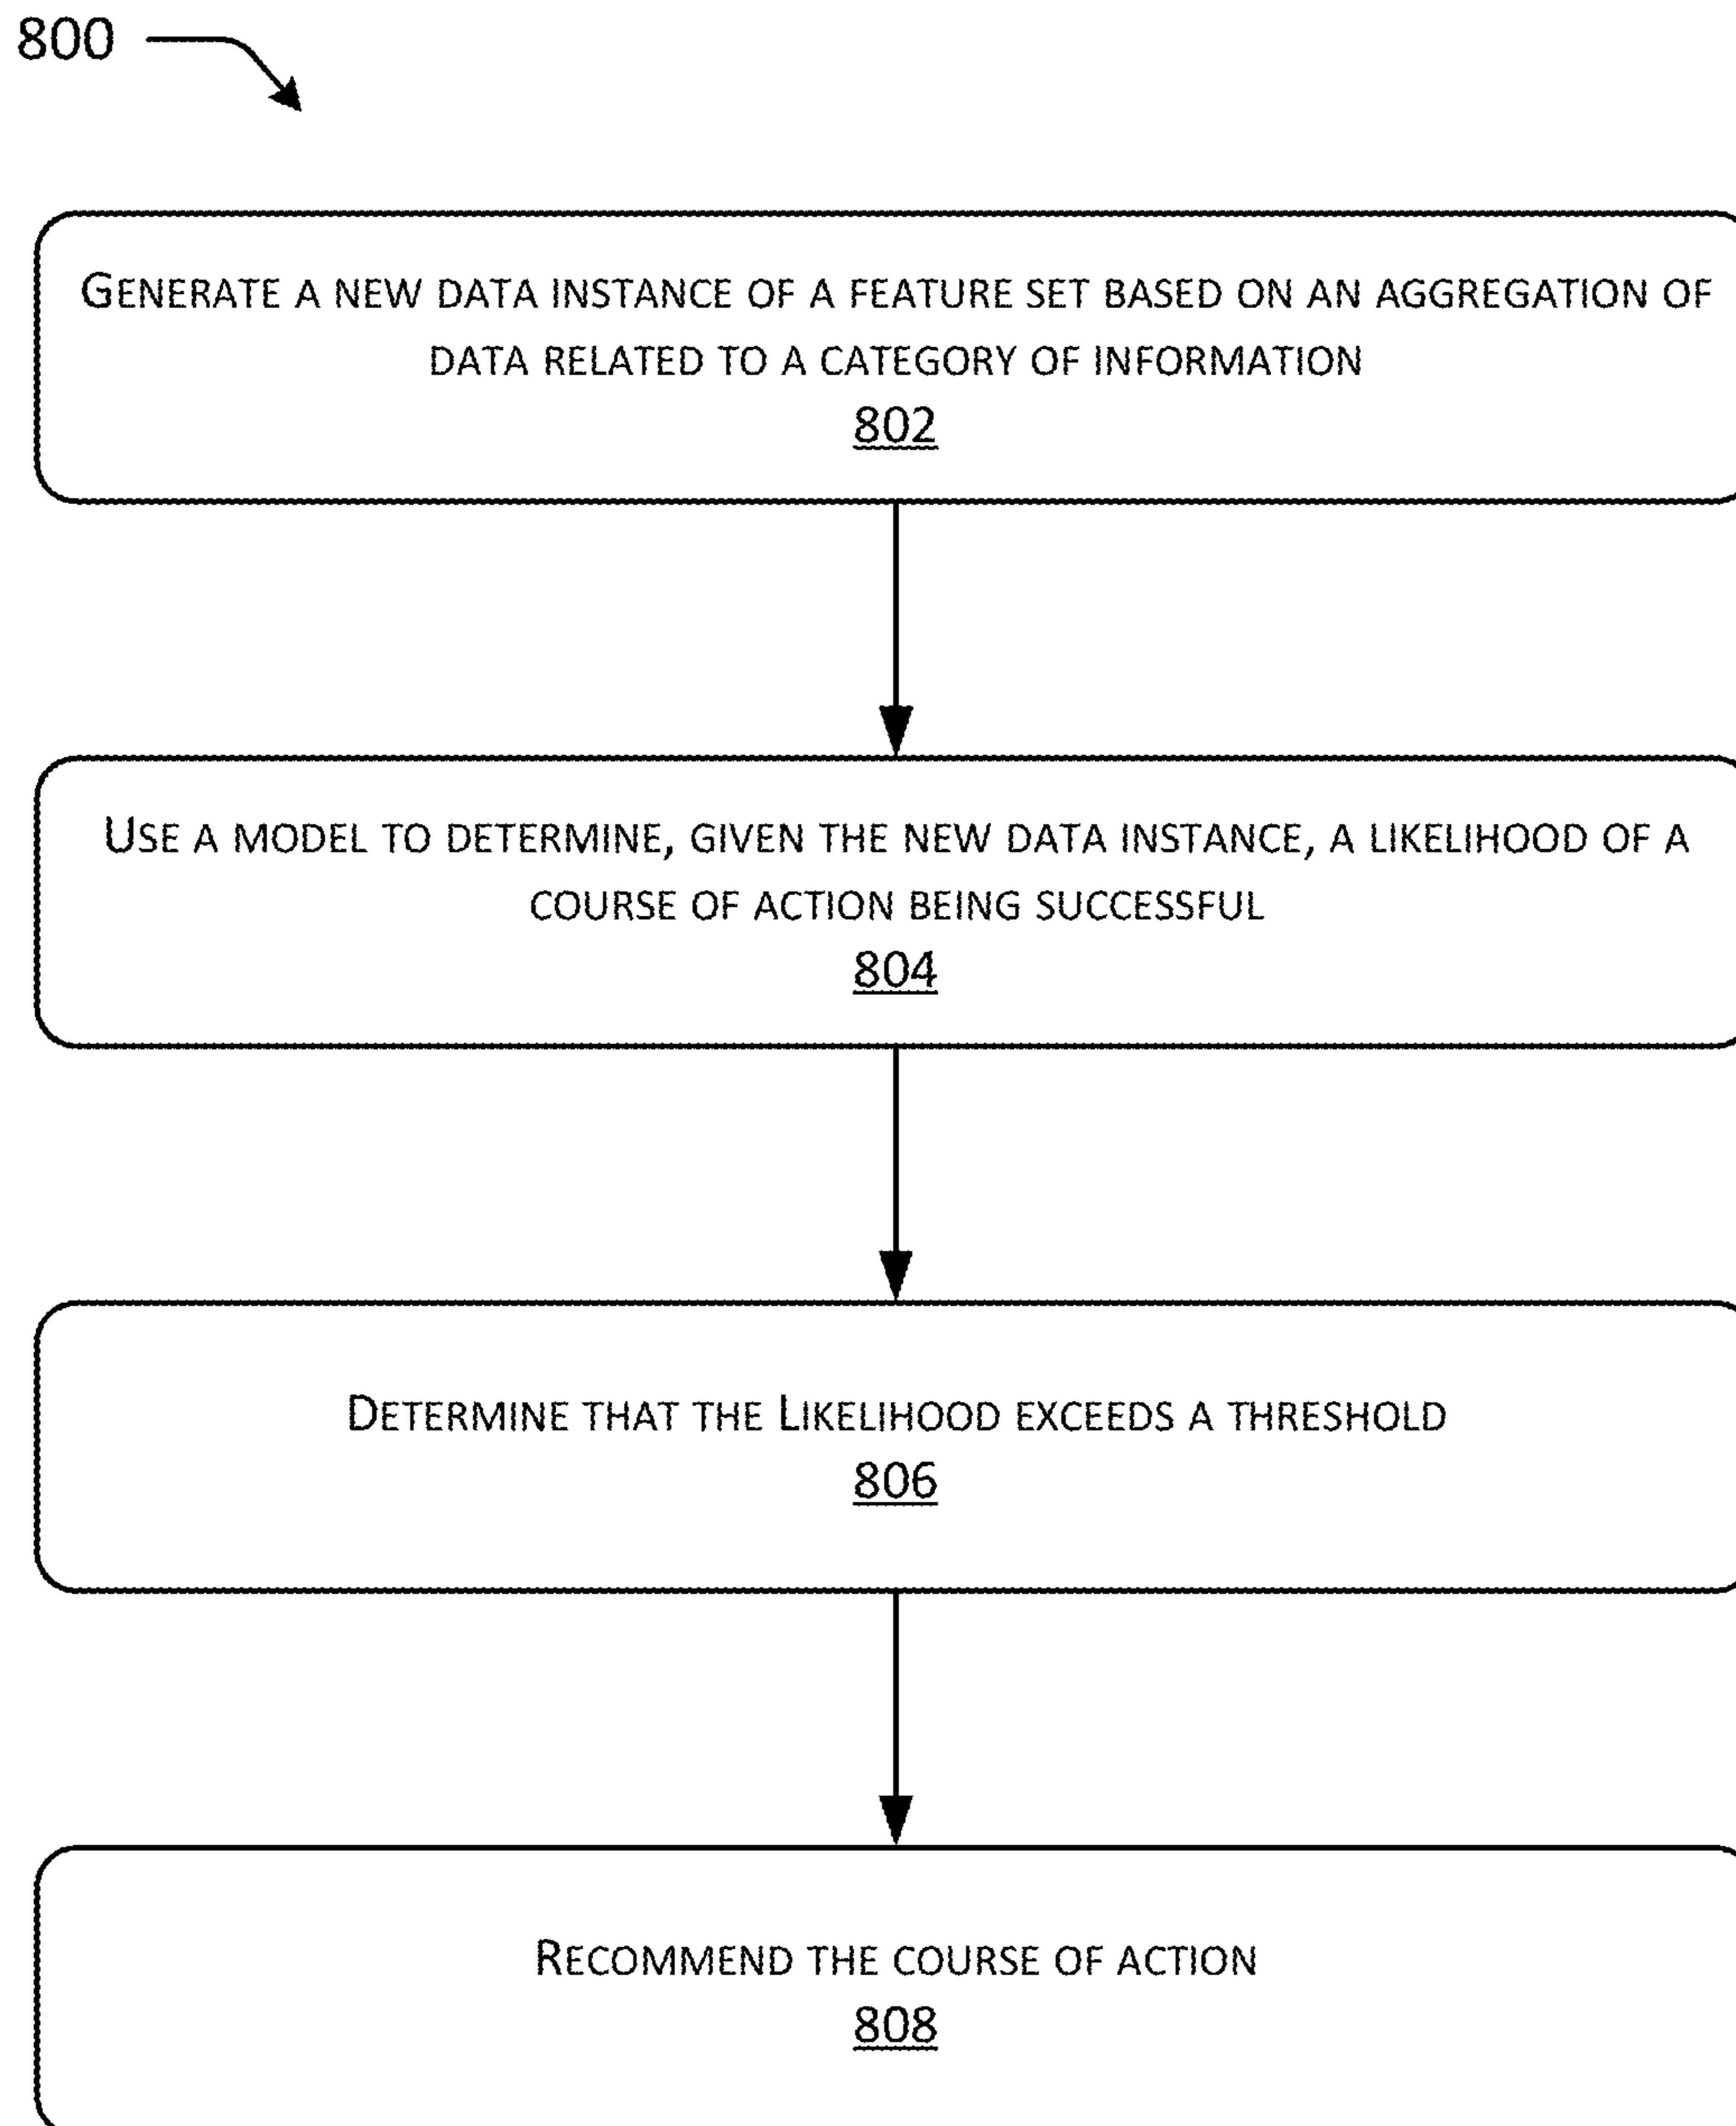 800
GENERATE A NEW DATA INSTANCE OF A FEATURE SET BASED ON AN AGGREGATION OF
DATA RELATED TO A CATEGORY OF INFORMATION
802
USE A MODEL TO DETERMINE, GIVEN THE NEW DATA INSTANCE, A LIKELIHOOD OF A
COURSE OF ACTION BEING SUCCESSFUL
804
DETERMINE THAT THE LIKELIHOOD EXCEEDS A THRESHOLD
806
RECOMMEND THE COURSE OF ACTION
808